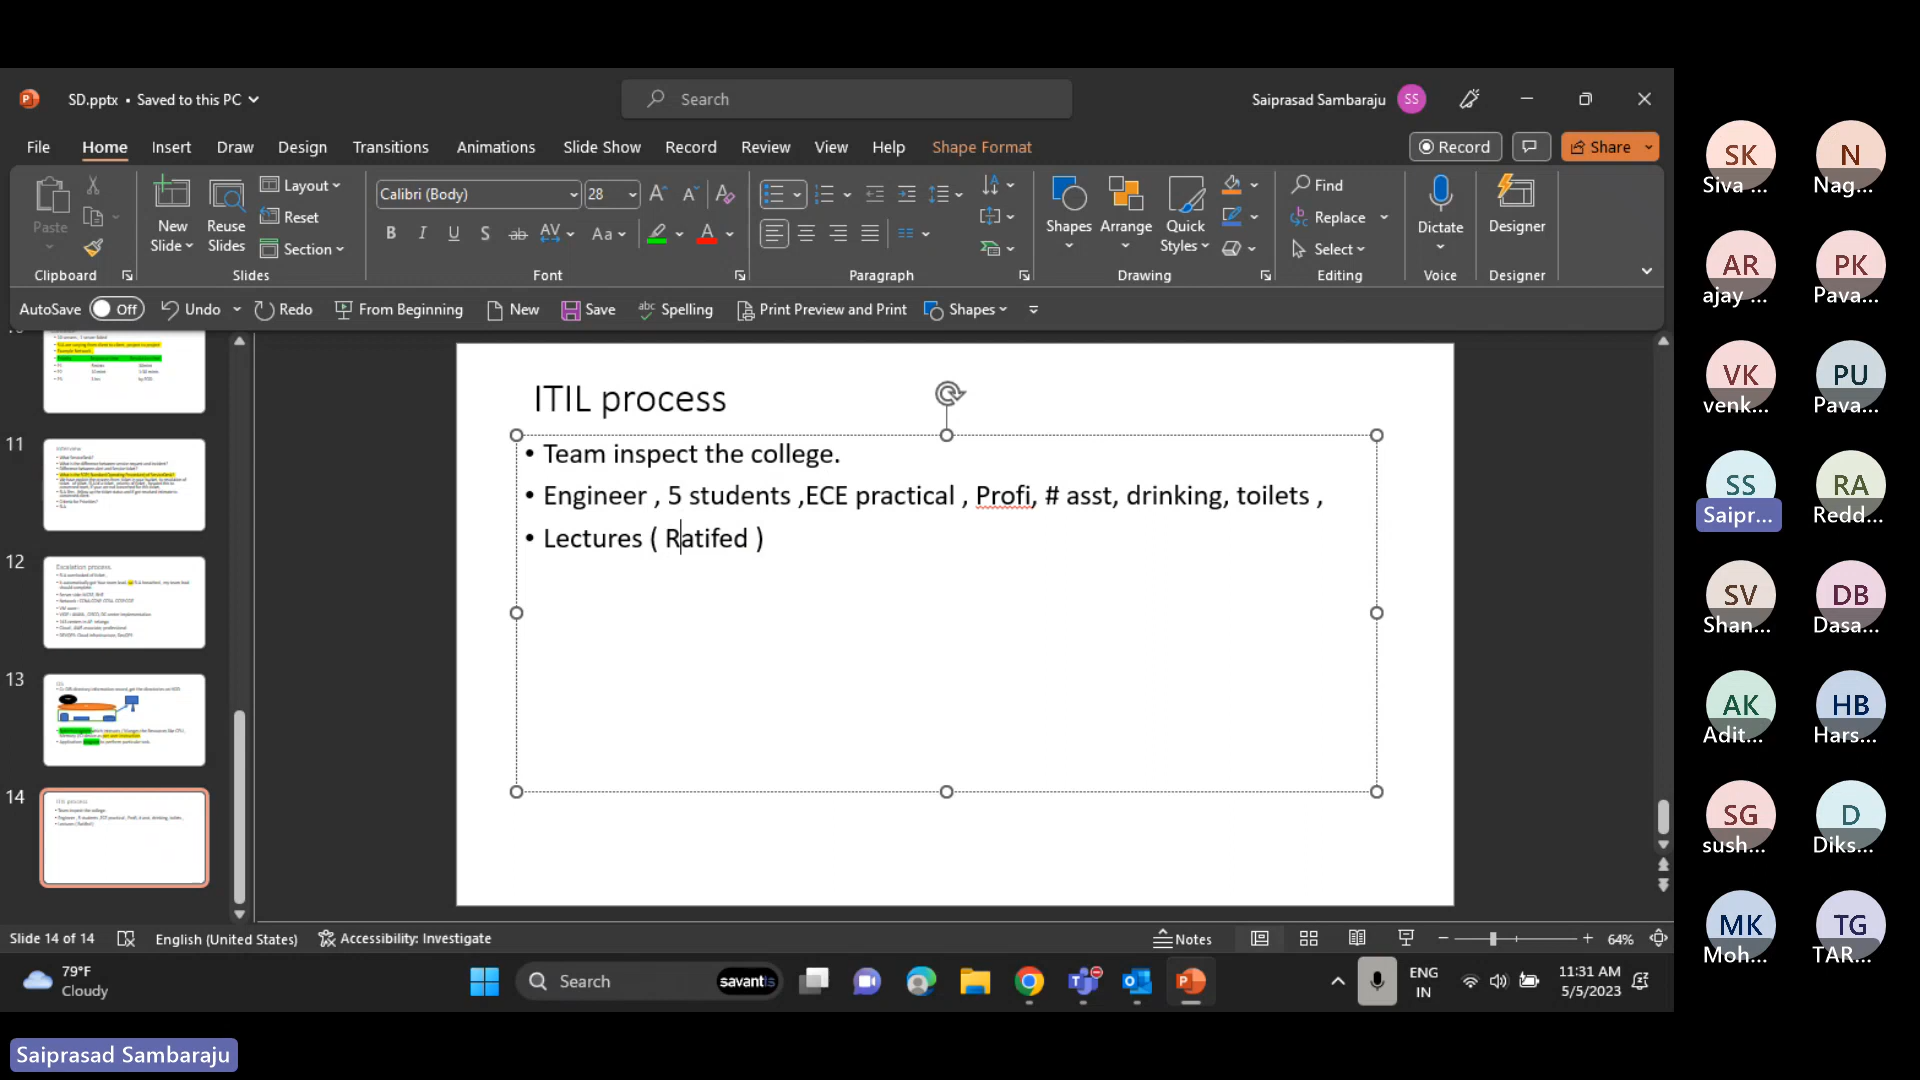 SD.pptx • Saved to this PC
Search
Saiprasad Sambaraju
SS
File
Home
Insert
Draw
Design
Transitions
Animations
Slide Show
Record
Review
View
Help
Shape Format
Record
Share
Paste
Clipboard
New Slide
Reuse Slides
Layout
Reset
Section
Slides
Calibri (Body)
28
Font
Paragraph
Shapes
Arrange
Quick Styles
Drawing
Find
Replace
Select
Editing
Dictate
Voice
Designer
Designer
AutoSave
Off
Undo
Redo
From Beginning
New
Save
Spelling
Print Preview and Print
Shapes
11
12
Escalation process.
13
14
ITIL process
ITIL process
• Team inspect the college.
• Engineer , 5 students ,ECE practical , Profi, # asst, drinking, toilets ,
• Lectures ( Ratifed )
Slide 14 of 14
English (United States)
Accessibility: Investigate
Notes
64%
79°F
Cloudy
Search
savantis
ENG
IN
11:31 AM
5/5/2023
SK
Siva ...
N
Nag...
AR
ajay ...
PK
Pava...
VK
venk...
PU
Pava...
SS
Saipr...
RA
Redd...
SV
Shan...
DB
Dasa...
AK
Adit...
HB
Hars...
SG
sush...
D
Diks...
MK
Moh...
TG
TAR...
Saiprasad Sambaraju